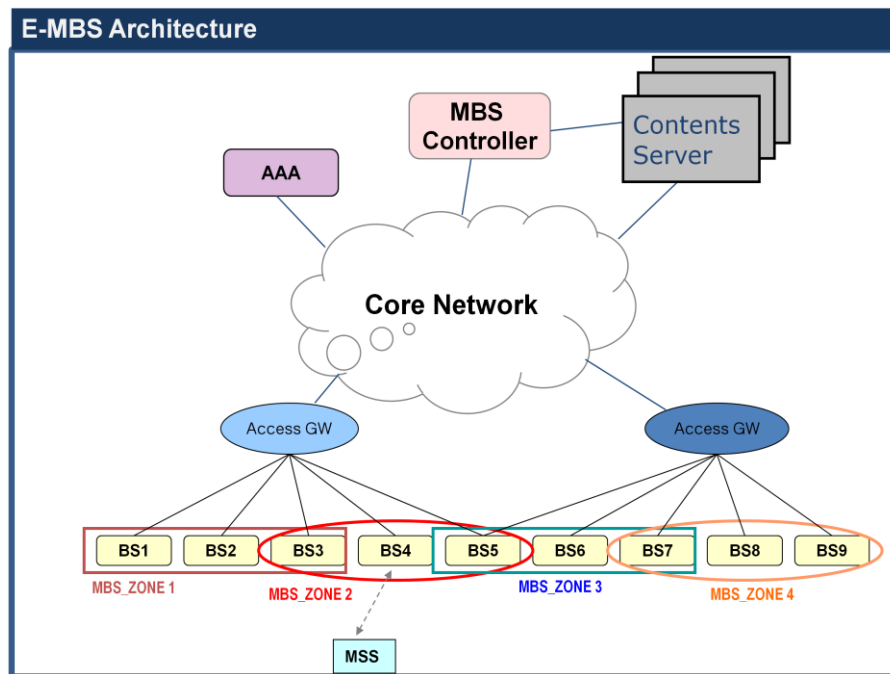 E-MBS Architecture
MBS
Controller
Contents
Server
AAA
Core Network
Access GW
Access GW
BS1
BS2
BS3
BS4
BS5
BS6
BS7
BS8
BS9
MBS_ZONE 1
MBS_ZONE 2
MBS_ZONE 3
MBS_ZONE 4
MSS